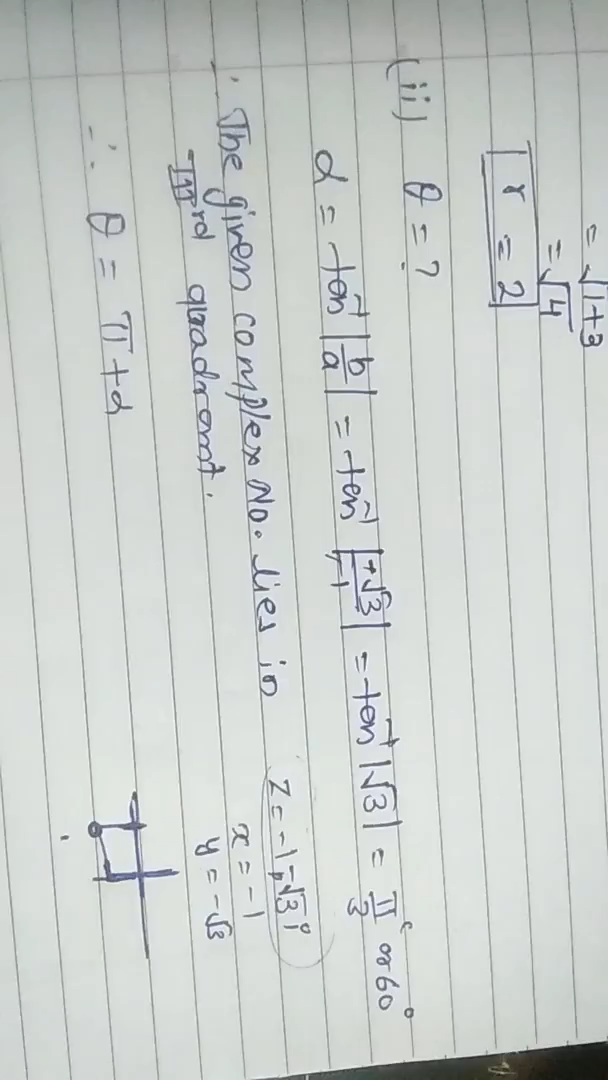 = √1+3
= √4
r = 2
(ii) θ = ?
α = tan⁻¹ |b/a| = tan⁻¹ |+√3/-1| = tan⁻¹ |√3| = π/3ᶜ or 60°
∵ The given complex No. lies in
IIIrd quadrant.
Z = -1-√3i
x = -1
y = -√3
∴ θ = π + α